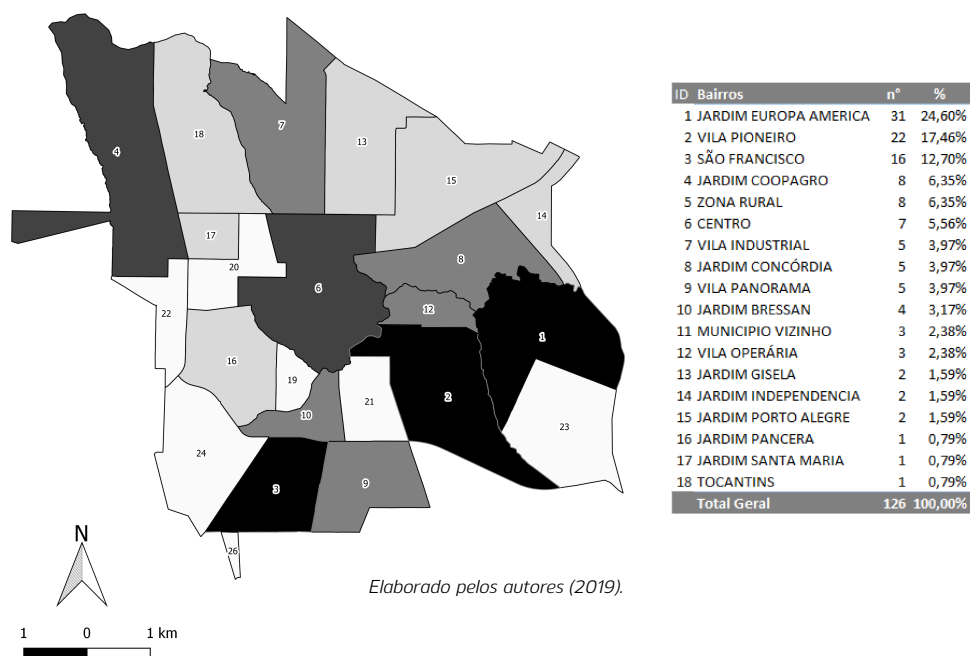 4
18
7
13
15
14
17
20
8
6
22
12
1
16
19
2
21
10
23
24
3
9
26
ID Bairros n° %
1 JARDIM EUROPA AMERICA 31 24,60%
2 VILA PIONEIRO 22 17,46%
3 SÃO FRANCISCO 16 12,70%
4 JARDIM COOPAGRO 8 6,35%
5 ZONA RURAL 8 6,35%
6 CENTRO 7 5,56%
7 VILA INDUSTRIAL 5 3,97%
8 JARDIM CONCÓRDIA 5 3,97%
9 VILA PANORAMA 5 3,97%
10 JARDIM BRESSAN 4 3,17%
11 MUNICIPIO VIZINHO 3 2,38%
12 VILA OPERÁRIA 3 2,38%
13 JARDIM GISELA 2 1,59%
14 JARDIM INDEPENDENCIA 2 1,59%
15 JARDIM PORTO ALEGRE 2 1,59%
16 JARDIM PANCERA 1 0,79%
17 JARDIM SANTA MARIA 1 0,79%
18 TOCANTINS 1 0,79%
Total Geral 126 100,00%
N
Elaborado pelos autores (2019).
1 0 1 km